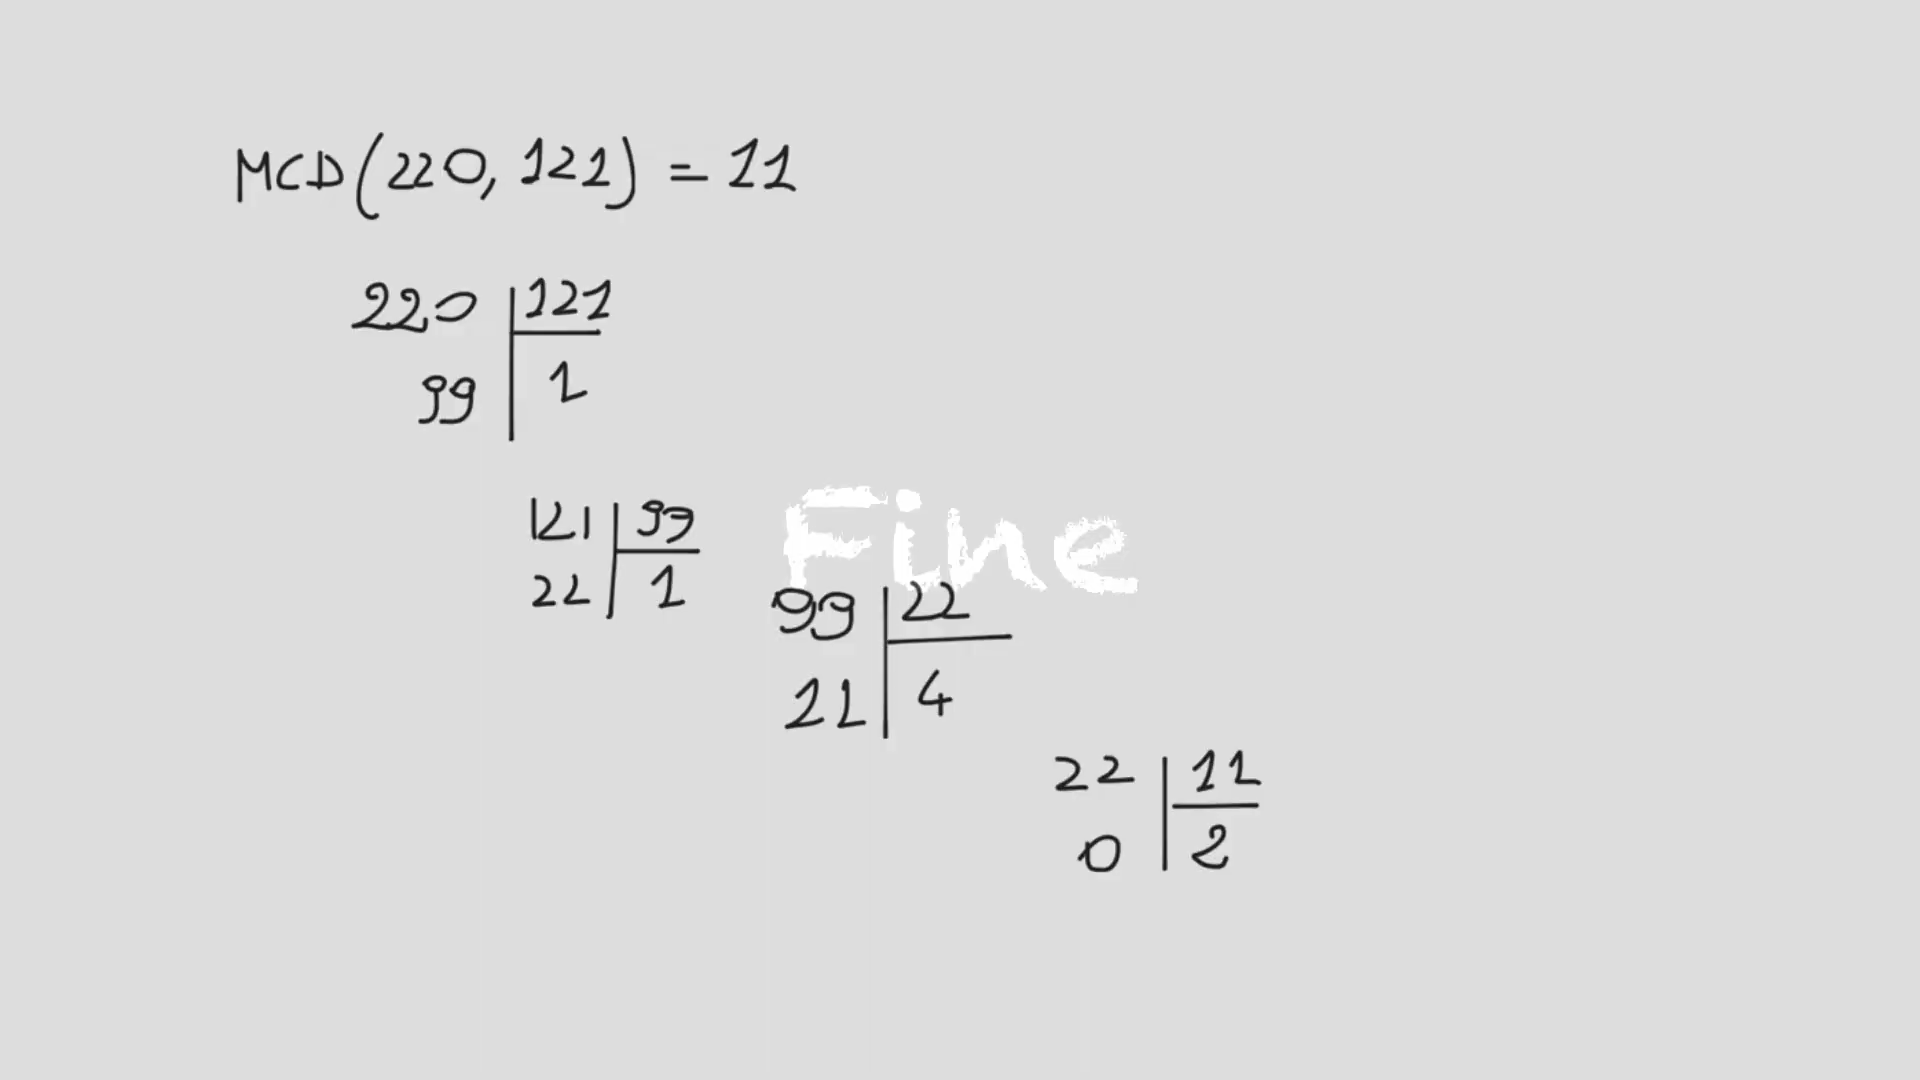 MCD(220, 121) = 11
220 | 121
99 | 1
121 | 99
22 | 1
Fine
99 | 22
11 | 4
22 | 11
0 | 2